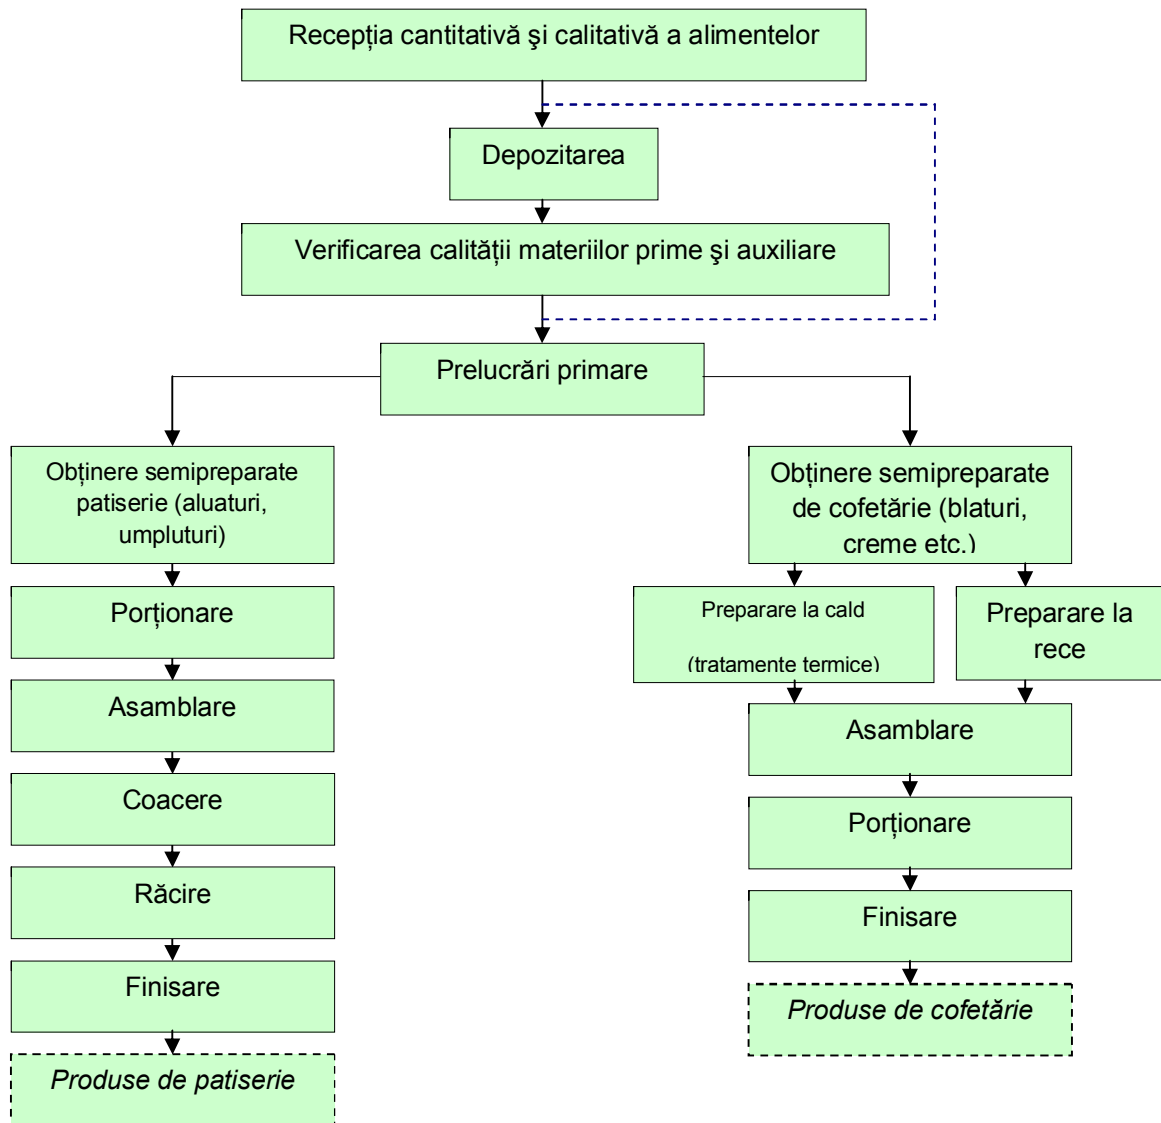 Recepția cantitativă şi calitativă a alimentelor
Depozitarea
Verificarea calității materiilor prime şi auxiliare
Prelucrări primare
Obținere semipreparate
patiserie (aluaturi,
umpluturi)
Porționare
Asamblare
Coacere
Răcire
Finisare
Produse de patiserie
Obținere semipreparate
de cofetărie (blaturi,
creme etc.)
Preparare la cald
(tratamente termice)
Preparare la
rece
Asamblare
Porționare
Finisare
Produse de cofetărie